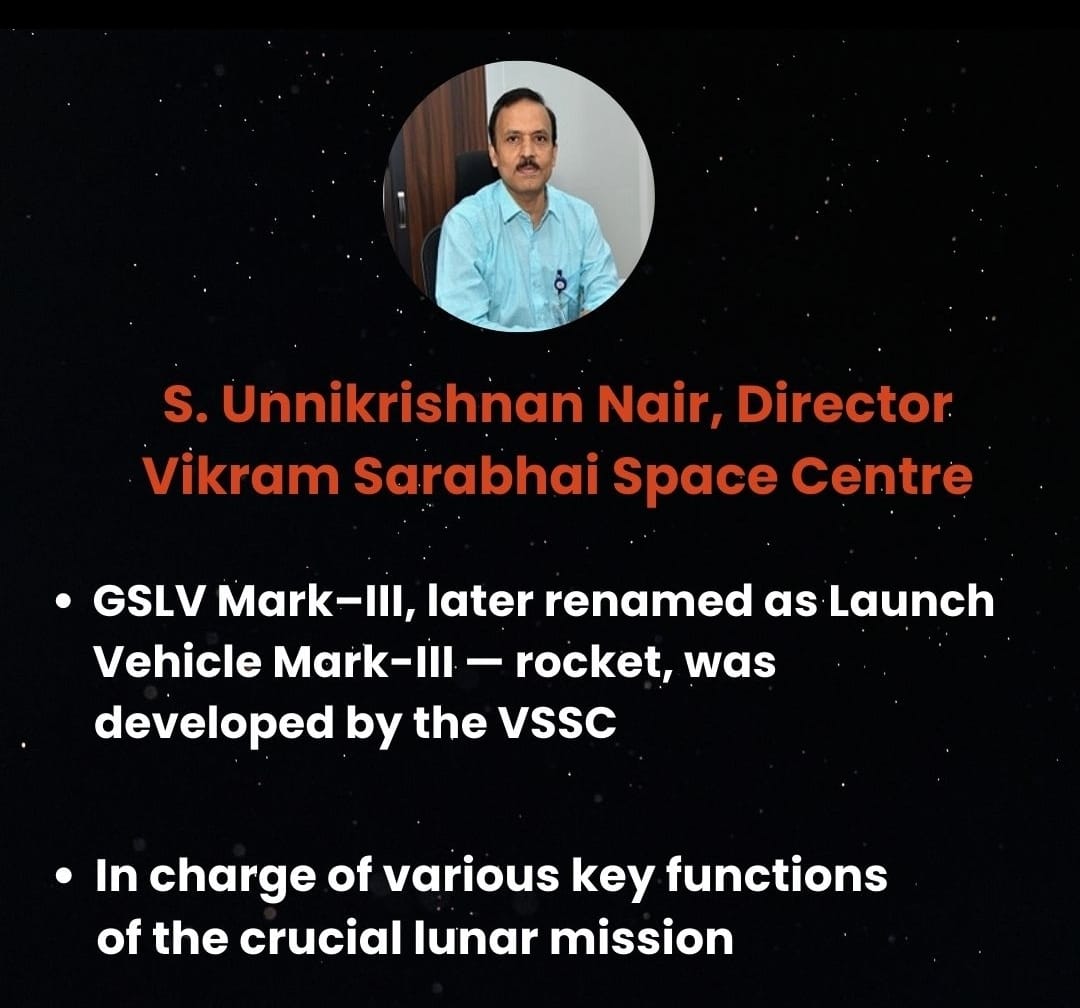 S. Unnikrishnan Nair, Director
Vikram Sarabhai Space Centre
• GSLV Mark–III, later renamed as Launch
Vehicle Mark-III — rocket, was
developed by the VSSC
• In charge of various key functions
of the crucial lunar mission